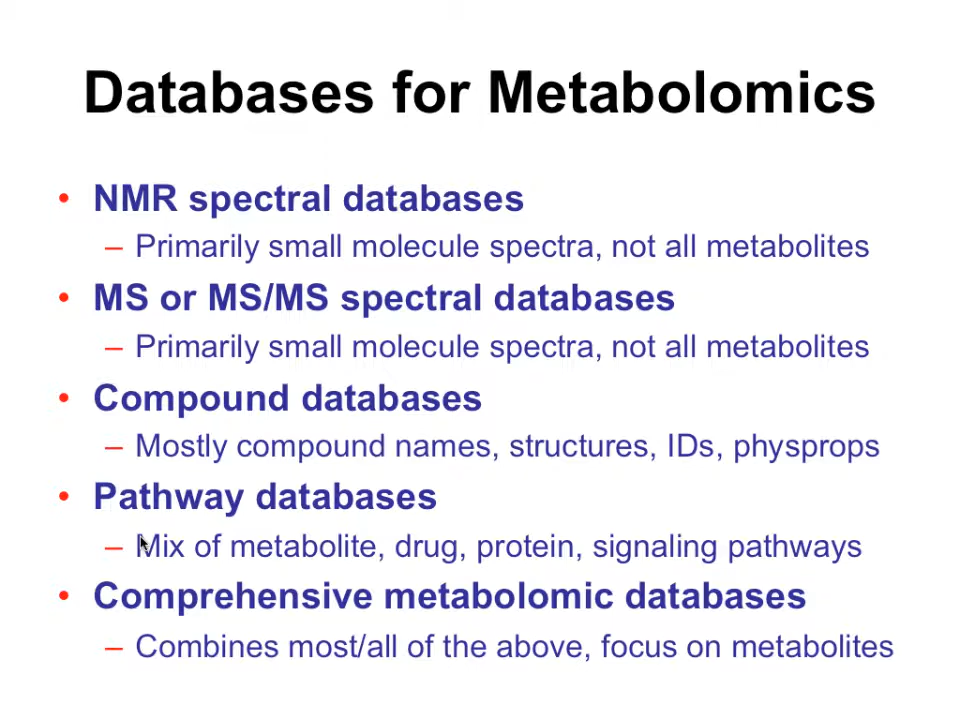 Databases for Metabolomics
• NMR spectral databases
– Primarily small molecule spectra, not all metabolites
• MS or MS/MS spectral databases
– Primarily small molecule spectra, not all metabolites
• Compound databases
– Mostly compound names, structures, IDs, physprops
• Pathway databases
– Mix of metabolite, drug, protein, signaling pathways
• Comprehensive metabolomic databases
– Combines most/all of the above, focus on metabolites